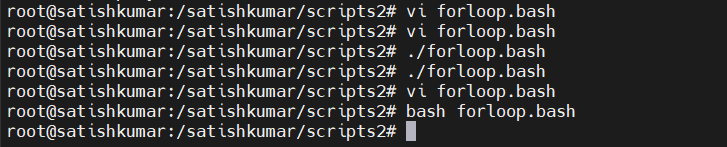 root@satishkumar:/satishkumar/scripts2# vi forloop.bash
root@satishkumar:/satishkumar/scripts2# vi forloop.bash
root@satishkumar:/satishkumar/scripts2# ./forloop.bash
root@satishkumar:/satishkumar/scripts2# ./forloop.bash
root@satishkumar:/satishkumar/scripts2# vi forloop.bash
root@satishkumar:/satishkumar/scripts2# bash forloop.bash
root@satishkumar:/satishkumar/scripts2#